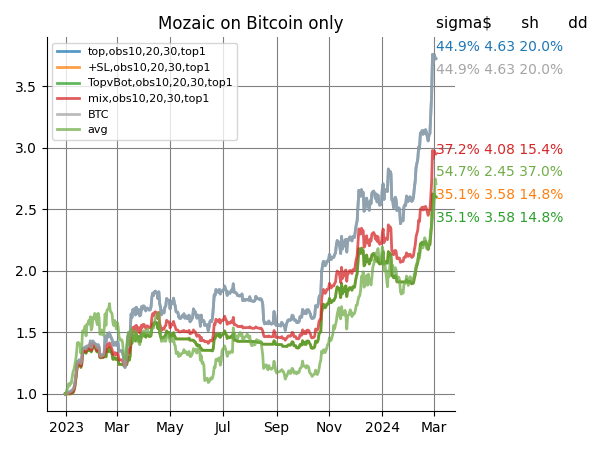 Mozaic on Bitcoin only
sigma$ sh dd
top,obs10,20,30,top1
+SL,obs10,20,30,top1
TopvBot,obs10,20,30,top1
mix,obs10,20,30,top1
BTC
avg
44.9% 4.63 20.0%
44.9% 4.63 20.0%
37.2% 4.08 15.4%
54.7% 2.45 37.0%
35.1% 3.58 14.8%
35.1% 3.58 14.8%
3.5
3.0
2.5
2.0
1.5
1.0
2023 Mar May Jul Sep Nov 2024 Mar